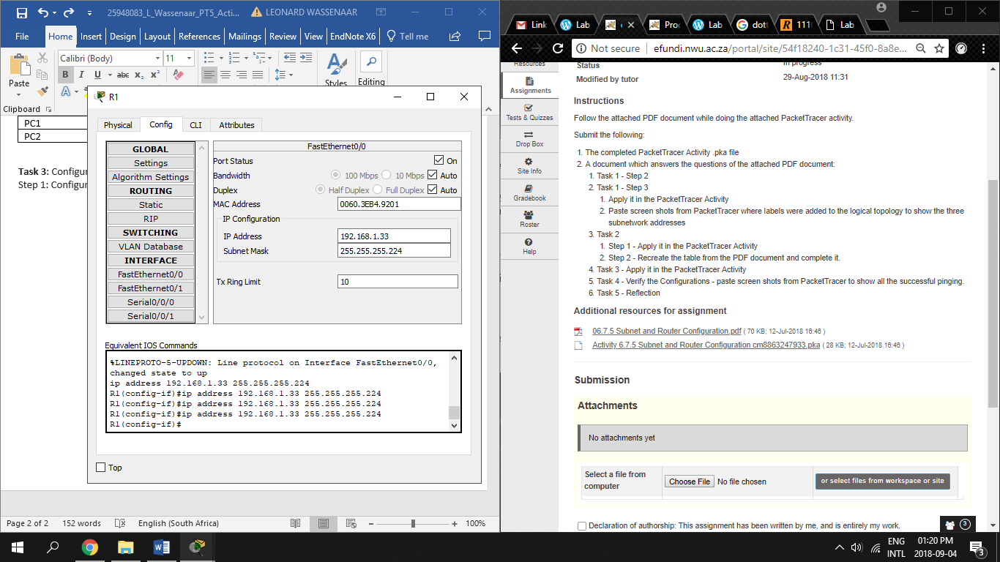 25948083_L_Wassenaar_PT5_Acti...
LEONARD WASSENAAR
File Home Insert Design Layout References Mailings Review View EndNote X6 Tell me
Calibri (Body) 11
Paste
B I U abc x₂ x²
Styles
Editing
Clipboard
PC1
PC2
Task 3: Configur
Step 1: Configur
R1
Physical Config CLI Attributes
GLOBAL
Settings
Algorithm Settings
ROUTING
Static
RIP
SWITCHING
VLAN Database
INTERFACE
FastEthernet0/0
FastEthernet0/1
Serial0/0/0
Serial0/0/1
FastEthernet0/0
Port Status On
Bandwidth 100 Mbps 10 Mbps Auto
Duplex Half Duplex Full Duplex Auto
MAC Address 0060.3EB4.9201
IP Configuration
IP Address 192.168.1.33
Subnet Mask 255.255.255.224
Tx Ring Limit 10
Equivalent IOS Commands
%LINEPROTO-5-UPDOWN: Line protocol on Interface FastEthernet0/0,
changed state to up
ip address 192.168.1.33 255.255.255.224
R1(config-if)#ip address 192.168.1.33 255.255.255.224
R1(config-if)#ip address 192.168.1.33 255.255.255.224
R1(config-if)#ip address 192.168.1.33 255.255.255.224
R1(config-if)#
Top
Page 2 of 2 152 words English (South Africa) 100%
Link Lab Proc Lab dott 1110 Lab
Not secure efundi.nwu.ac.za/portal/site/54f18240-1c31-45f0-8a8e...
Resources
Assignments
Tests & Quizzes
Drop Box
Site Info
Gradebook
Roster
Help
Status In progress
Modified by tutor 29-Aug-2018 11:31
Instructions
Follow the attached PDF document while doing the attached PacketTracer activity.
Submit the following:
1. The completed PacketTracer Activity .pka file
2. A document which answers the questions of the attached PDF document:
1. Task 1 - Step 2
2. Task 1 - Step 3
1. Apply it in the PacketTracer Activity
2. Paste screen shots from PacketTracer where labels were added to the logical topology to show the three
subnetwork addresses
3. Task 2
1. Step 1 - Apply it in the PacketTracer Activity
2. Step 2 - Recreate the table from the PDF document and complete it.
4. Task 3 - Apply it in the PacketTracer Activity
5. Task 4 - Verify the Configurations - paste screen shots from PacketTracer to show all the successful pinging.
6. Task 5 - Reflection
Additional resources for assignment
06.7.5 Subnet and Router Configuration.pdf ( 70 KB; 12-Jul-2018 16:46 )
Activity 6.7.5 Subnet and Router Configuration cm8863247933.pka ( 28 KB; 12-Jul-2018 16:46 )
Submission
Attachments
No attachments yet
Select a file from
computer
Choose File No file chosen
or select files from workspace or site
Declaration of authorship: This assignment has been written by me, and is entirely my work.
3
ENG
INTL
01:20 PM
2018-09-04
3